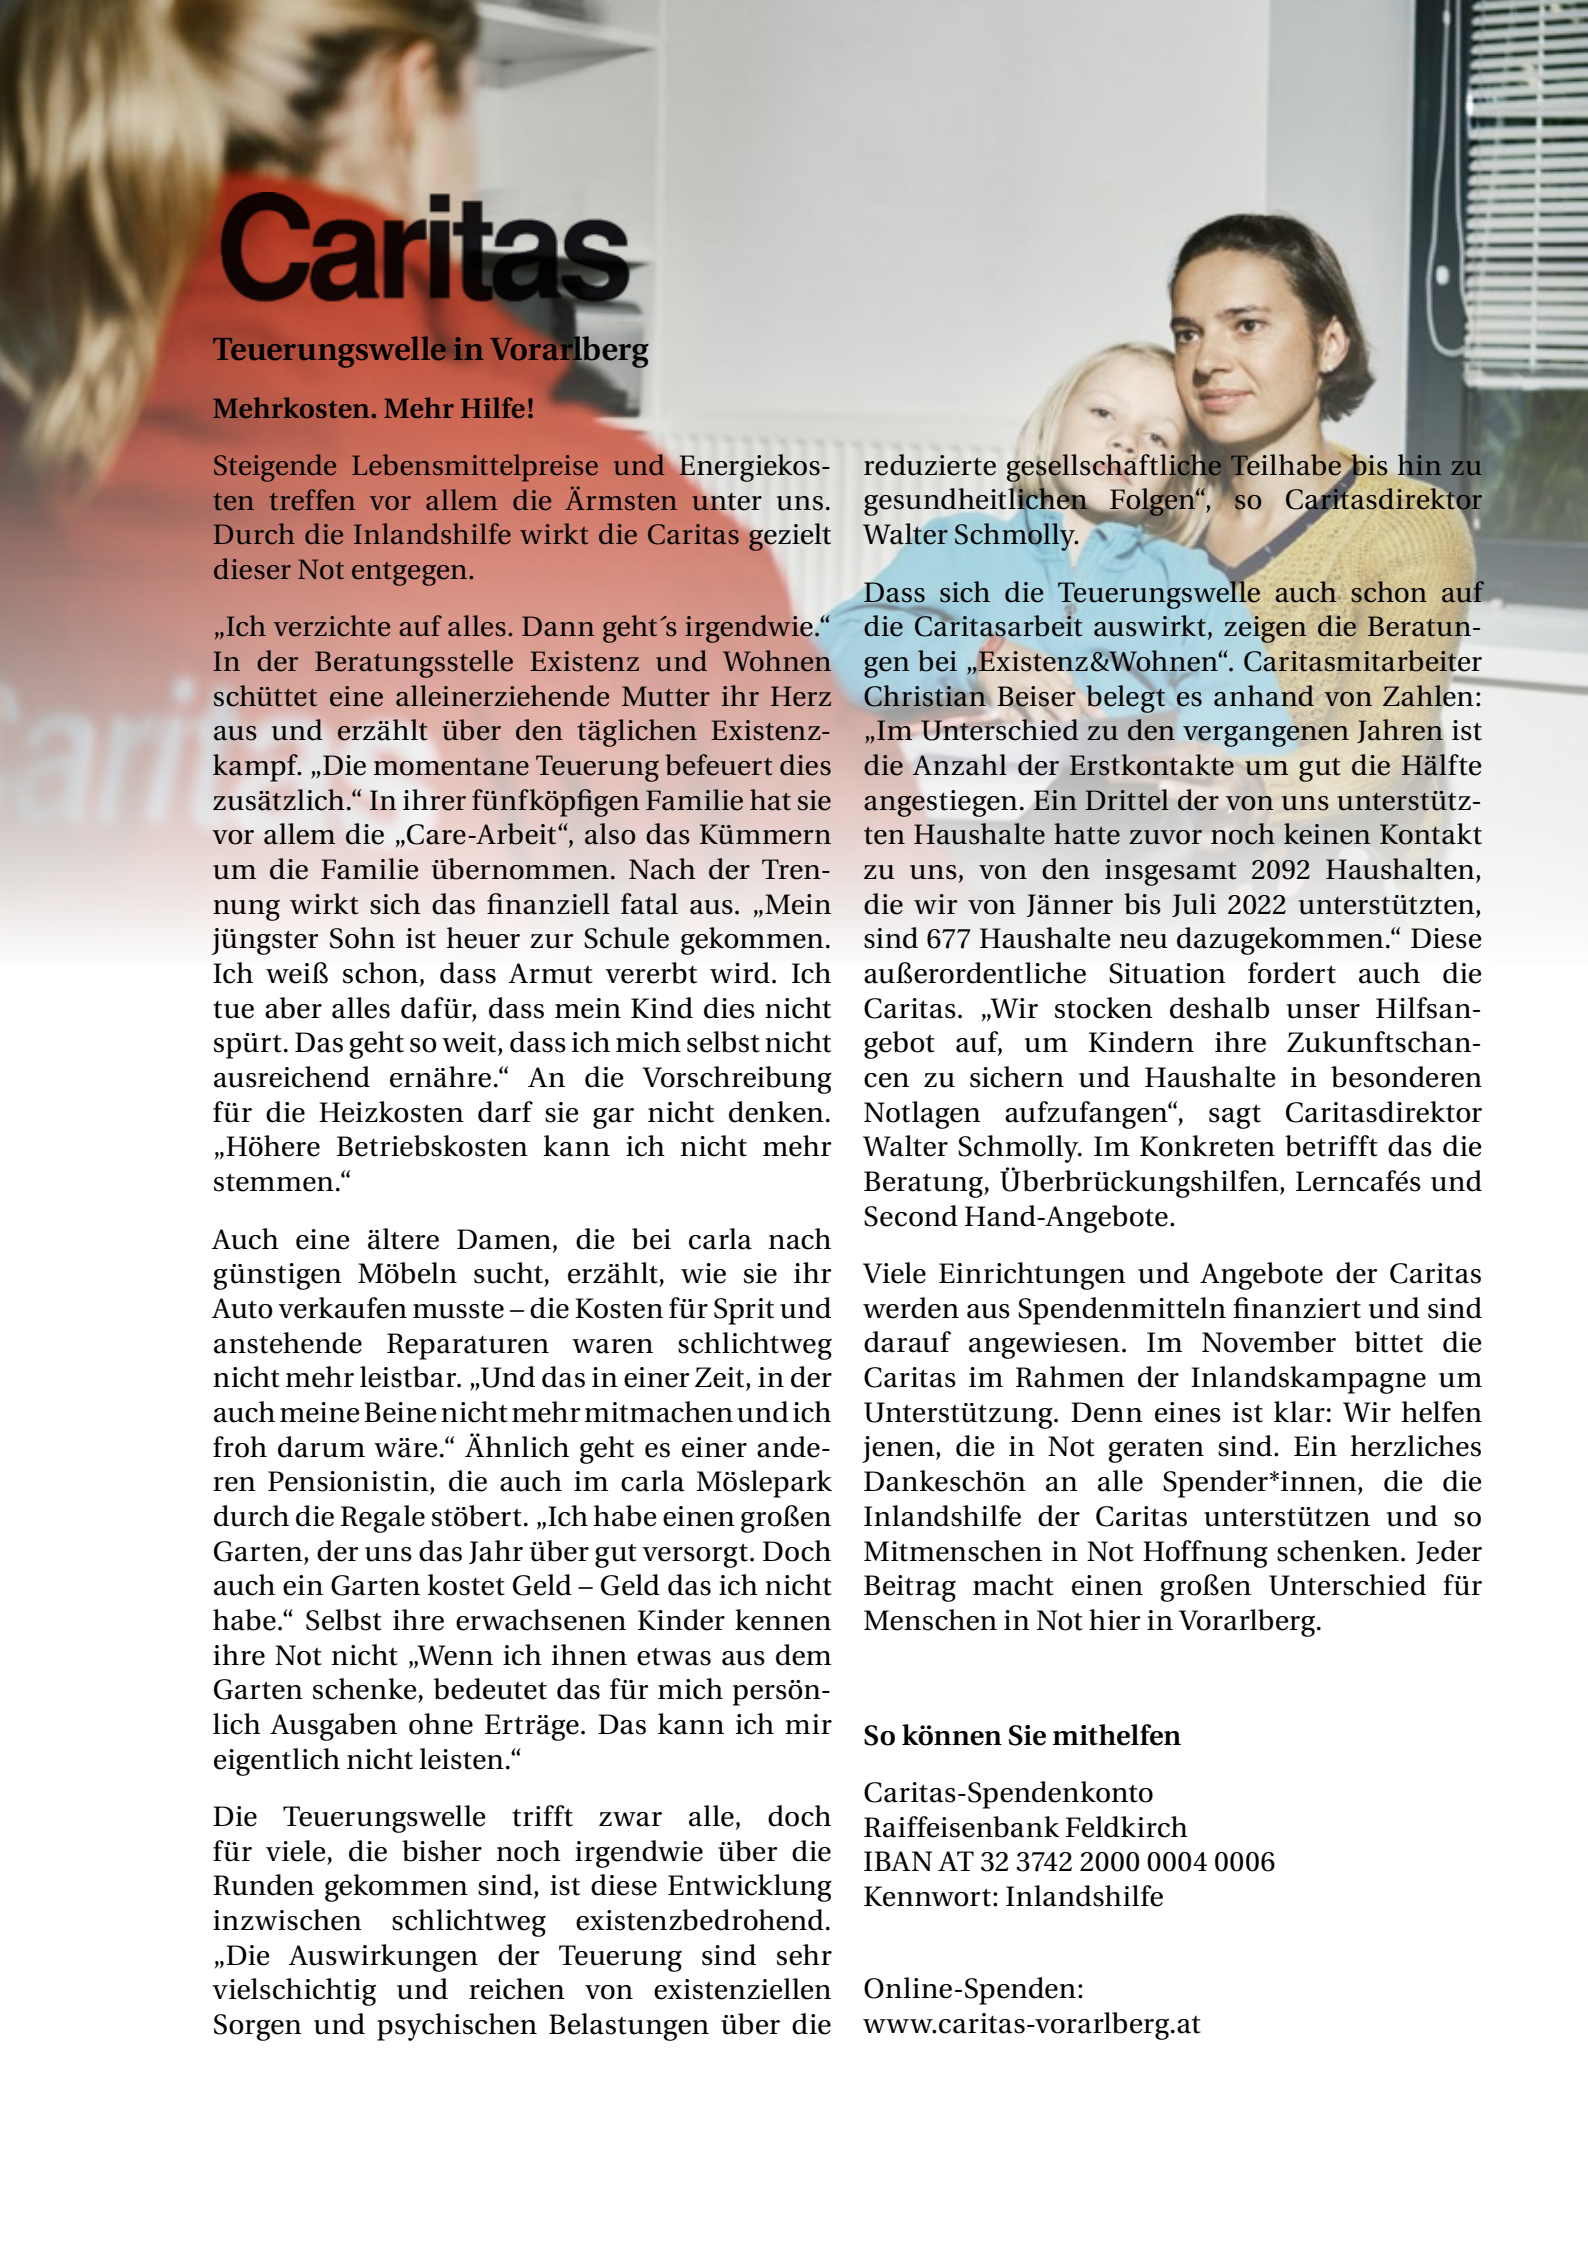 Caritas
Teuerungswelle in Vorarlberg
Mehrkosten. Mehr Hilfe!
Steigende Lebensmittelpreise und Energiekos-
ten treffen vor allem die Ärmsten unter uns.
Durch die Inlandshilfe wirkt die Caritas gezielt
dieser Not entgegen.
„Ich verzichte auf alles. Dann geht´s irgendwie.“
In der Beratungsstelle Existenz und Wohnen
schüttet eine alleinerziehende Mutter ihr Herz
aus und erzählt über den täglichen Existenz-
kampf. „Die momentane Teuerung befeuert dies
zusätzlich.“ In ihrer fünfköpfigen Familie hat sie
vor allem die „Care-Arbeit“, also das Kümmern
um die Familie übernommen. Nach der Tren-
nung wirkt sich das finanziell fatal aus. „Mein
jüngster Sohn ist heuer zur Schule gekommen.
Ich weiß schon, dass Armut vererbt wird. Ich
tue aber alles dafür, dass mein Kind dies nicht
spürt. Das geht so weit, dass ich mich selbst nicht
ausreichend ernähre.“ An die Vorschreibung
für die Heizkosten darf sie gar nicht denken.
„Höhere Betriebskosten kann ich nicht mehr
stemmen.“
Auch eine ältere Damen, die bei carla nach
günstigen Möbeln sucht, erzählt, wie sie ihr
Auto verkaufen musste – die Kosten für Sprit und
anstehende Reparaturen waren schlichtweg
nicht mehr leistbar. „Und das in einer Zeit, in der
auch meine Beine nicht mehr mitmachen und ich
froh darum wäre.“ Ähnlich geht es einer ande-
ren Pensionistin, die auch im carla Möslepark
durch die Regale stöbert. „Ich habe einen großen
Garten, der uns das Jahr über gut versorgt. Doch
auch ein Garten kostet Geld – Geld das ich nicht
habe.“ Selbst ihre erwachsenen Kinder kennen
ihre Not nicht „Wenn ich ihnen etwas aus dem
Garten schenke, bedeutet das für mich persön-
lich Ausgaben ohne Erträge. Das kann ich mir
eigentlich nicht leisten.“
Die Teuerungswelle trifft zwar alle, doch
für viele, die bisher noch irgendwie über die
Runden gekommen sind, ist diese Entwicklung
inzwischen schlichtweg existenzbedrohend.
„Die Auswirkungen der Teuerung sind sehr
vielschichtig und reichen von existenziellen
Sorgen und psychischen Belastungen über die
reduzierte gesellschaftliche Teilhabe bis hin zu
gesundheitlichen Folgen“, so Caritasdirektor
Walter Schmolly.
Dass sich die Teuerungswelle auch schon auf
die Caritasarbeit auswirkt, zeigen die Beratun-
gen bei „Existenz&Wohnen“. Caritasmitarbeiter
Christian Beiser belegt es anhand von Zahlen:
„Im Unterschied zu den vergangenen Jahren ist
die Anzahl der Erstkontakte um gut die Hälfte
angestiegen. Ein Drittel der von uns unterstütz-
ten Haushalte hatte zuvor noch keinen Kontakt
zu uns, von den insgesamt 2092 Haushalten,
die wir von Jänner bis Juli 2022 unterstützten,
sind 677 Haushalte neu dazugekommen.“ Diese
außerordentliche Situation fordert auch die
Caritas. „Wir stocken deshalb unser Hilfsan-
gebot auf, um Kindern ihre Zukunftschan-
cen zu sichern und Haushalte in besonderen
Notlagen aufzufangen“, sagt Caritasdirektor
Walter Schmolly. Im Konkreten betrifft das die
Beratung, Überbrückungshilfen, Lerncafés und
Second Hand-Angebote.
Viele Einrichtungen und Angebote der Caritas
werden aus Spendenmitteln finanziert und sind
darauf angewiesen. Im November bittet die
Caritas im Rahmen der Inlandskampagne um
Unterstützung. Denn eines ist klar: Wir helfen
jenen, die in Not geraten sind. Ein herzliches
Dankeschön an alle Spender*innen, die die
Inlandshilfe der Caritas unterstützen und so
Mitmenschen in Not Hoffnung schenken. Jeder
Beitrag macht einen großen Unterschied für
Menschen in Not hier in Vorarlberg.
So können Sie mithelfen
Caritas-Spendenkonto
Raiffeisenbank Feldkirch
IBAN AT 32 3742 2000 0004 0006
Kennwort: Inlandshilfe
Online-Spenden:
www.caritas-vorarlberg.at
Caritas